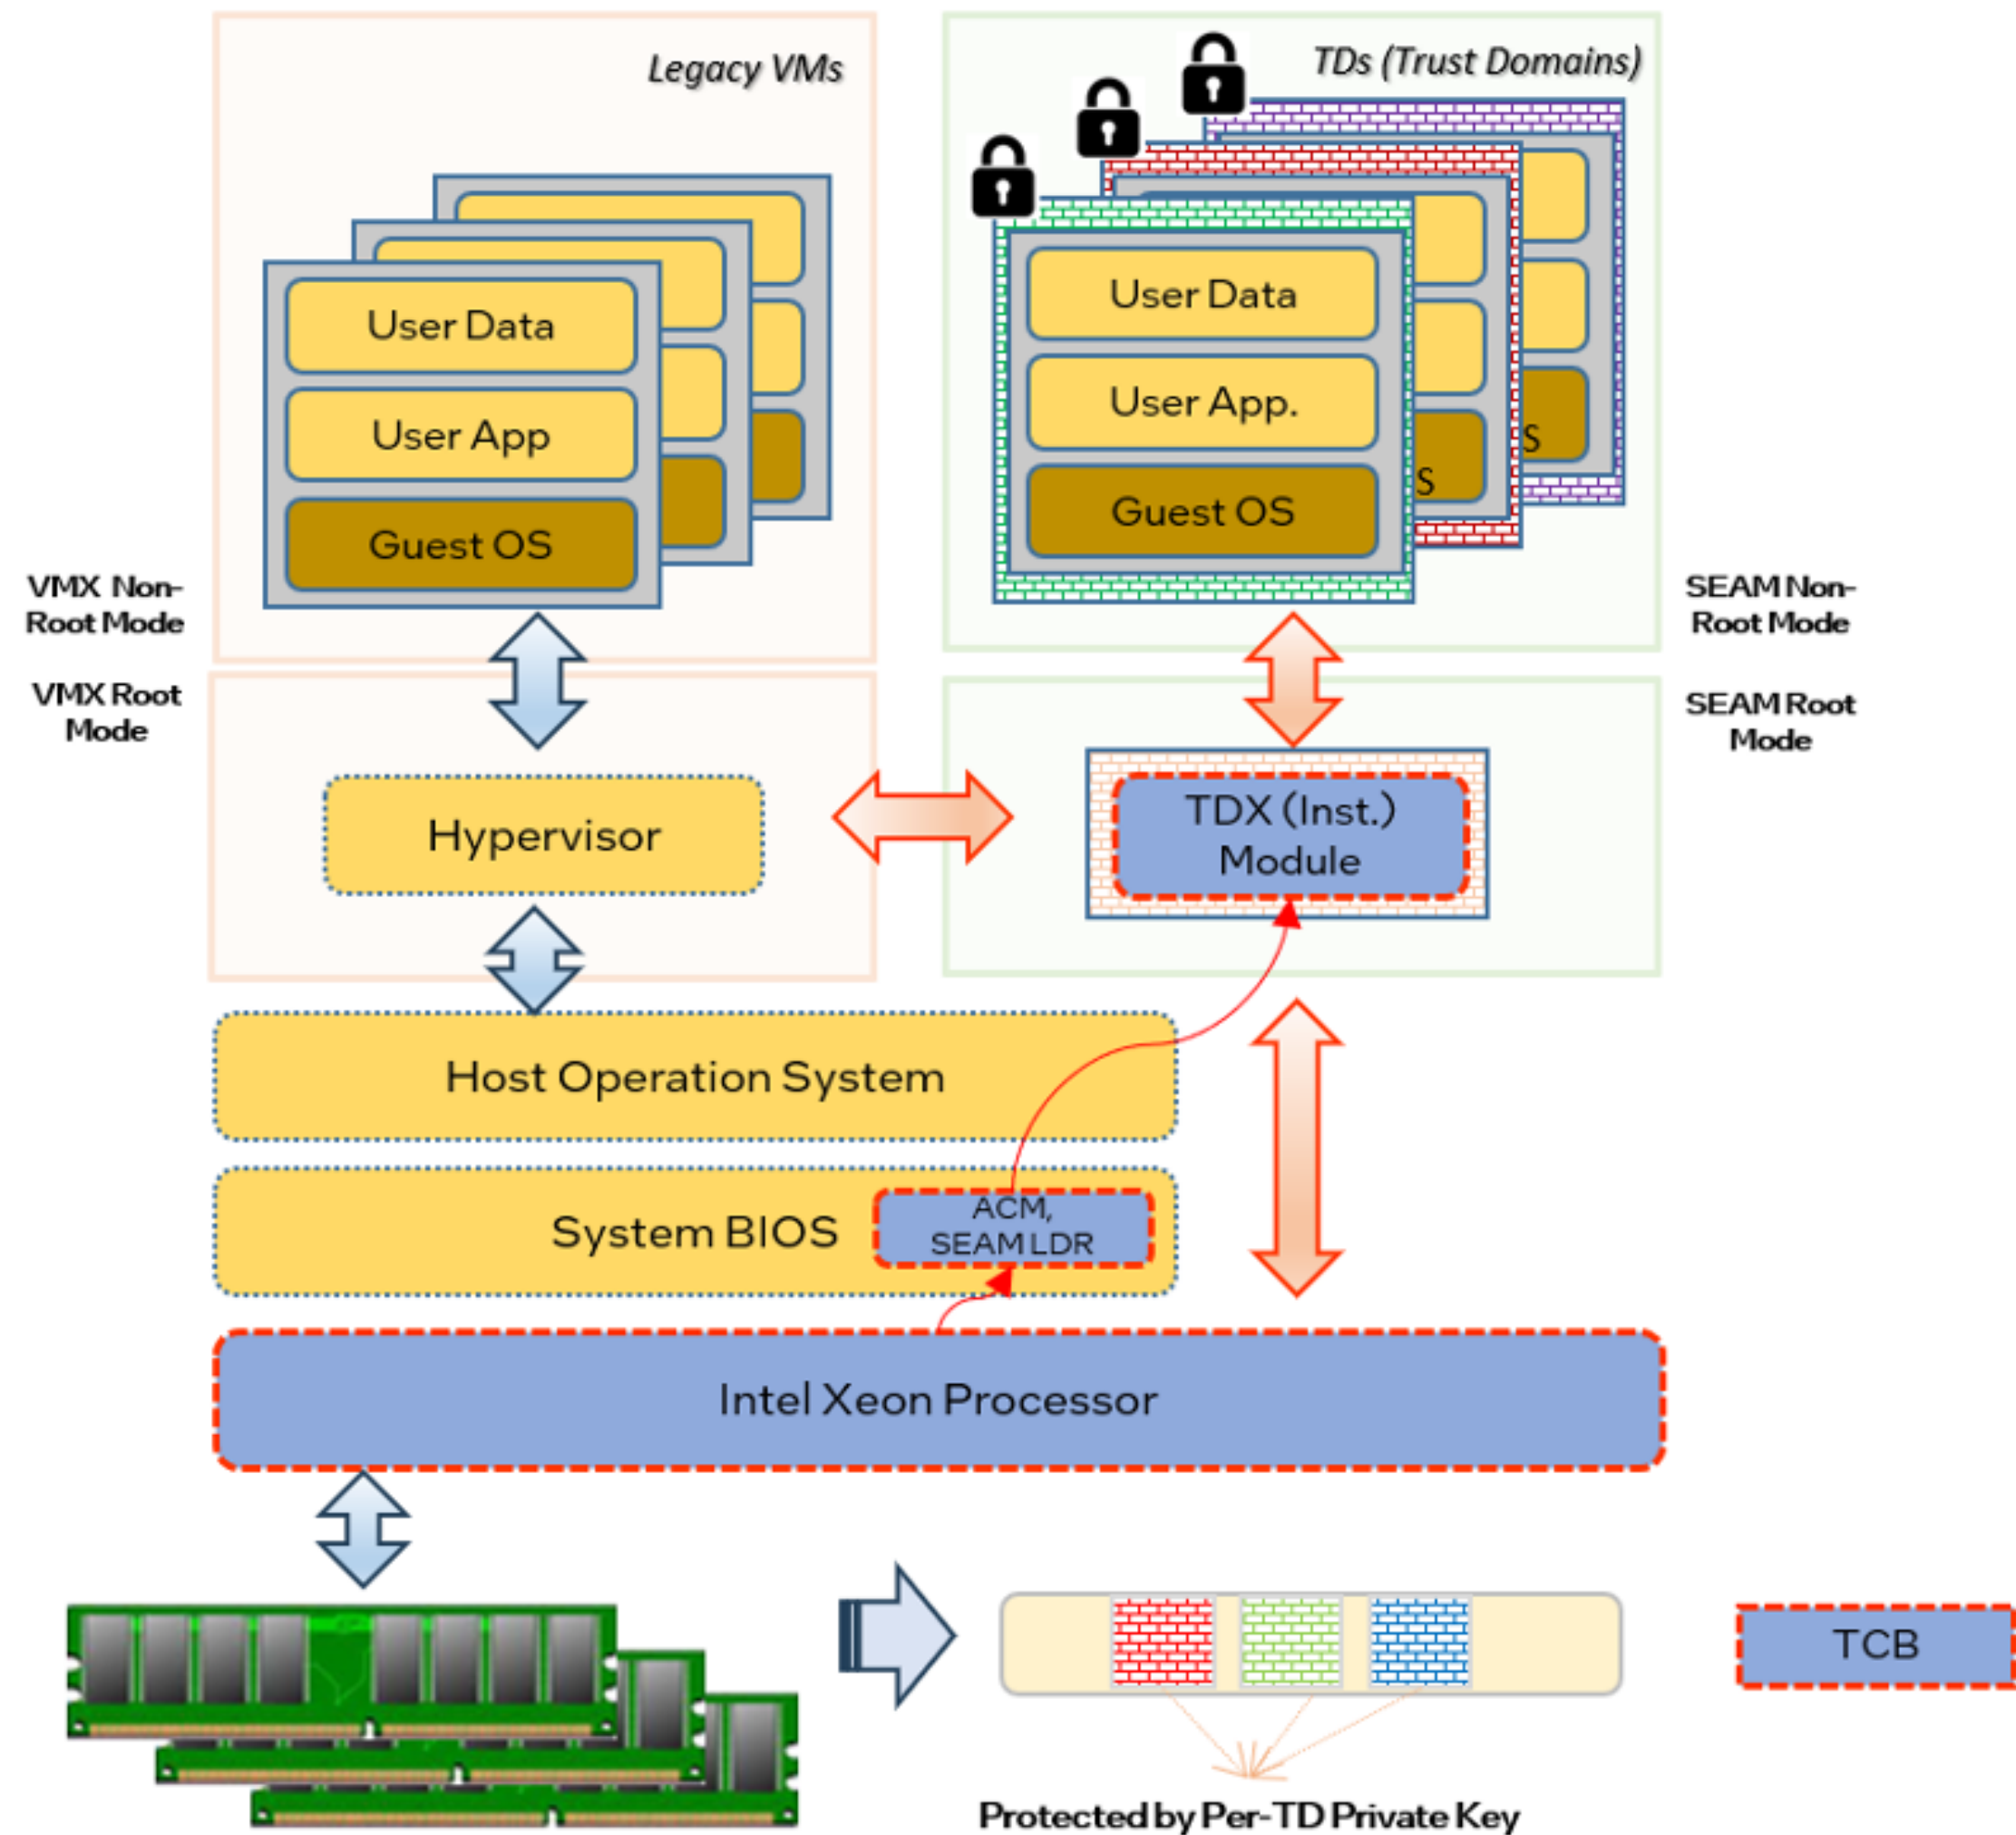 Legacy VMs
TDs (Trust Domains)
User Data
User App
Guest OS
User Data
User App.
Guest OS
S
S
VMX Non-
Root Mode
SEAM Non-
Root Mode
VMX Root
Mode
SEAM Root
Mode
Hypervisor
TDX (Inst.)
Module
Host Operation System
System BIOS
ACM,
SEAM LDR
Intel Xeon Processor
TCB
Protected by Per-TD Private Key